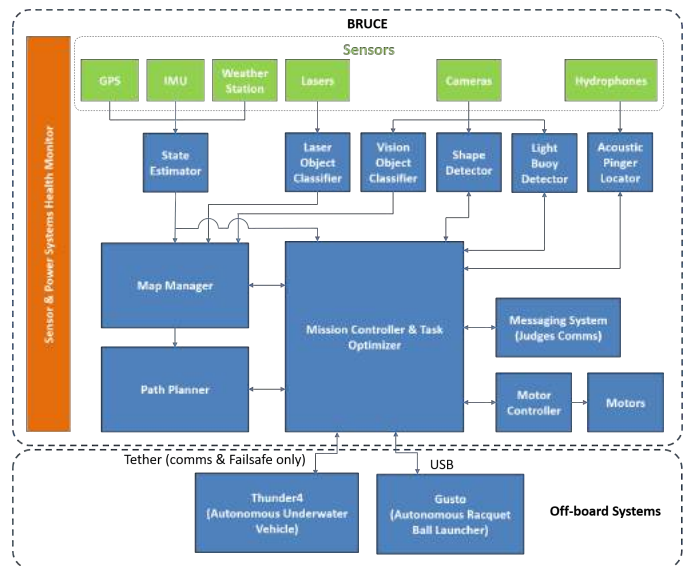 BRUCE
Sensors
GPS
IMU
Weather
Station
Lasers
Cameras
Hydrophones
Sensor & Power Systems Health Monitor
State
Estimator
Laser
Object
Classifier
Vision
Object
Classifier
Shape
Detector
Light
Buoy
Detector
Acoustic
Pinger
Locator
Map Manager
Mission Controller & Task
Optimizer
Messaging System
(Judges Comms)
Path Planner
Motor
Controller
Motors
Tether (comms & Failsafe only)
USB
Thunder4
(Autonomous Underwater
Vehicle)
Gusto
(Autonomous Racquet
Ball Launcher)
Off-board Systems